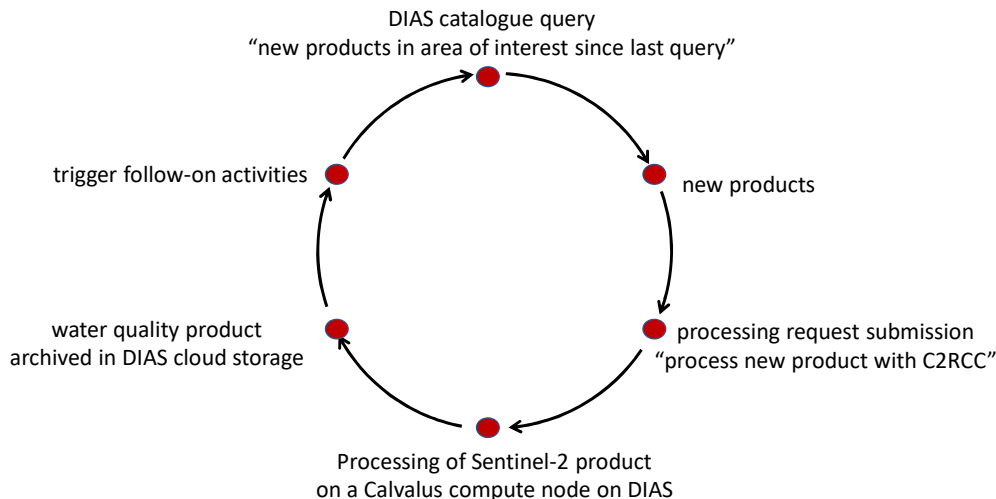 DIAS catalogue query
“new products in area of interest since last query”
trigger follow-on activities
new products
water quality product
archived in DIAS cloud storage
processing request submission
“process new product with C2RCC”
Processing of Sentinel-2 product
on a Calvalus compute node on DIAS